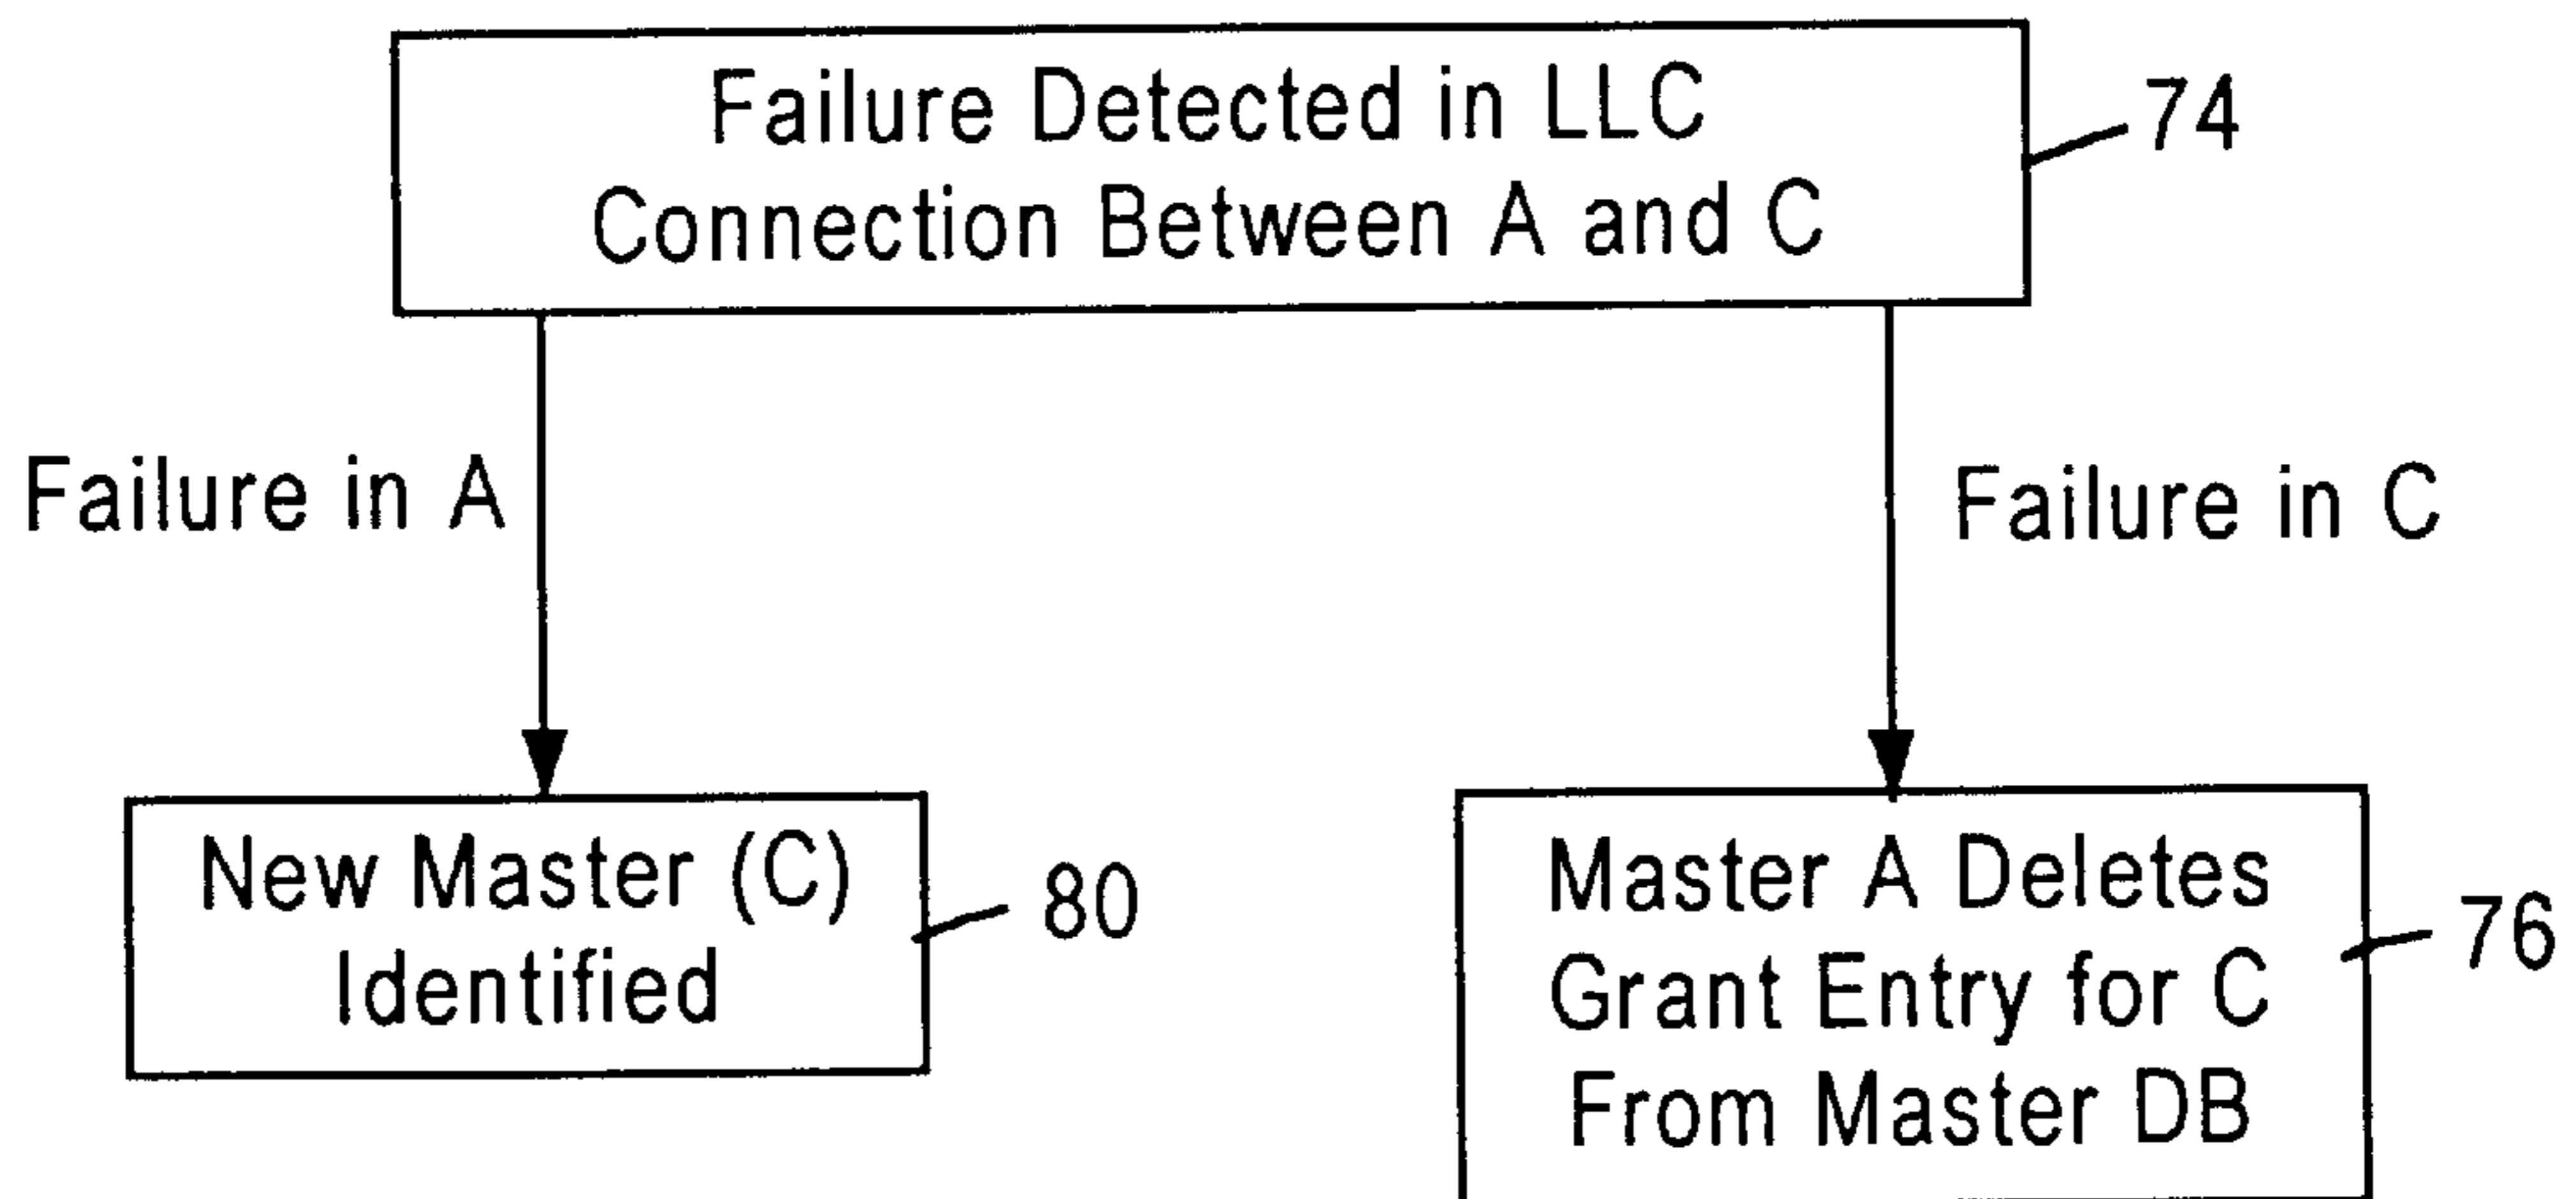 Failure Detected in LLC
Connection Between A and C
74
Failure in A
Failure in C
New Master (C)
Identified
80
Master A Deletes
Grant Entry for C
From Master DB
76